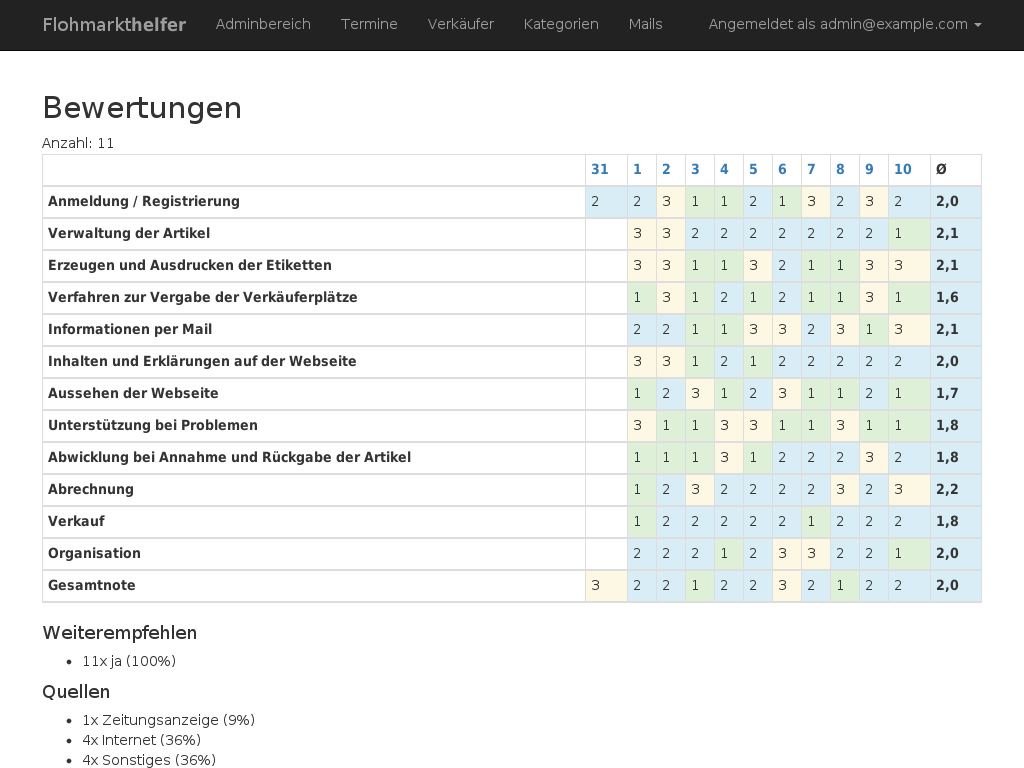 Flohmarkthelfer Adminbereich Termine Verkäufer Kategorien Mails Angemeldet als admin@example.com
Bewertungen
Anzahl: 11
31 1 2 3 4 5 6 7 8 9 10 Ø
Anmeldung / Registrierung 2 2 3 1 1 2 1 3 2 3 2 2,0
Verwaltung der Artikel 3 3 2 2 2 2 2 2 2 1 2,1
Erzeugen und Ausdrucken der Etiketten 3 3 1 1 3 2 1 1 3 3 2,1
Verfahren zur Vergabe der Verkäuferplätze 1 3 1 2 1 2 1 1 3 1 1,6
Informationen per Mail 2 2 1 1 3 3 2 3 1 3 2,1
Inhalten und Erklärungen auf der Webseite 3 3 1 2 1 2 2 2 2 2 2,0
Aussehen der Webseite 1 2 3 1 2 3 1 1 2 1 1,7
Unterstützung bei Problemen 3 1 1 3 3 1 1 3 1 1 1,8
Abwicklung bei Annahme und Rückgabe der Artikel 1 1 1 3 1 2 2 2 3 2 1,8
Abrechnung 1 2 3 2 2 2 2 3 2 3 2,2
Verkauf 1 2 2 2 2 2 1 2 2 2 1,8
Organisation 2 2 2 1 2 3 3 2 2 1 2,0
Gesamtnote 3 2 2 1 2 2 3 2 1 2 2 2,0
Weiterempfehlen
11x ja (100%)
Quellen
1x Zeitungsanzeige (9%)
4x Internet (36%)
4x Sonstiges (36%)